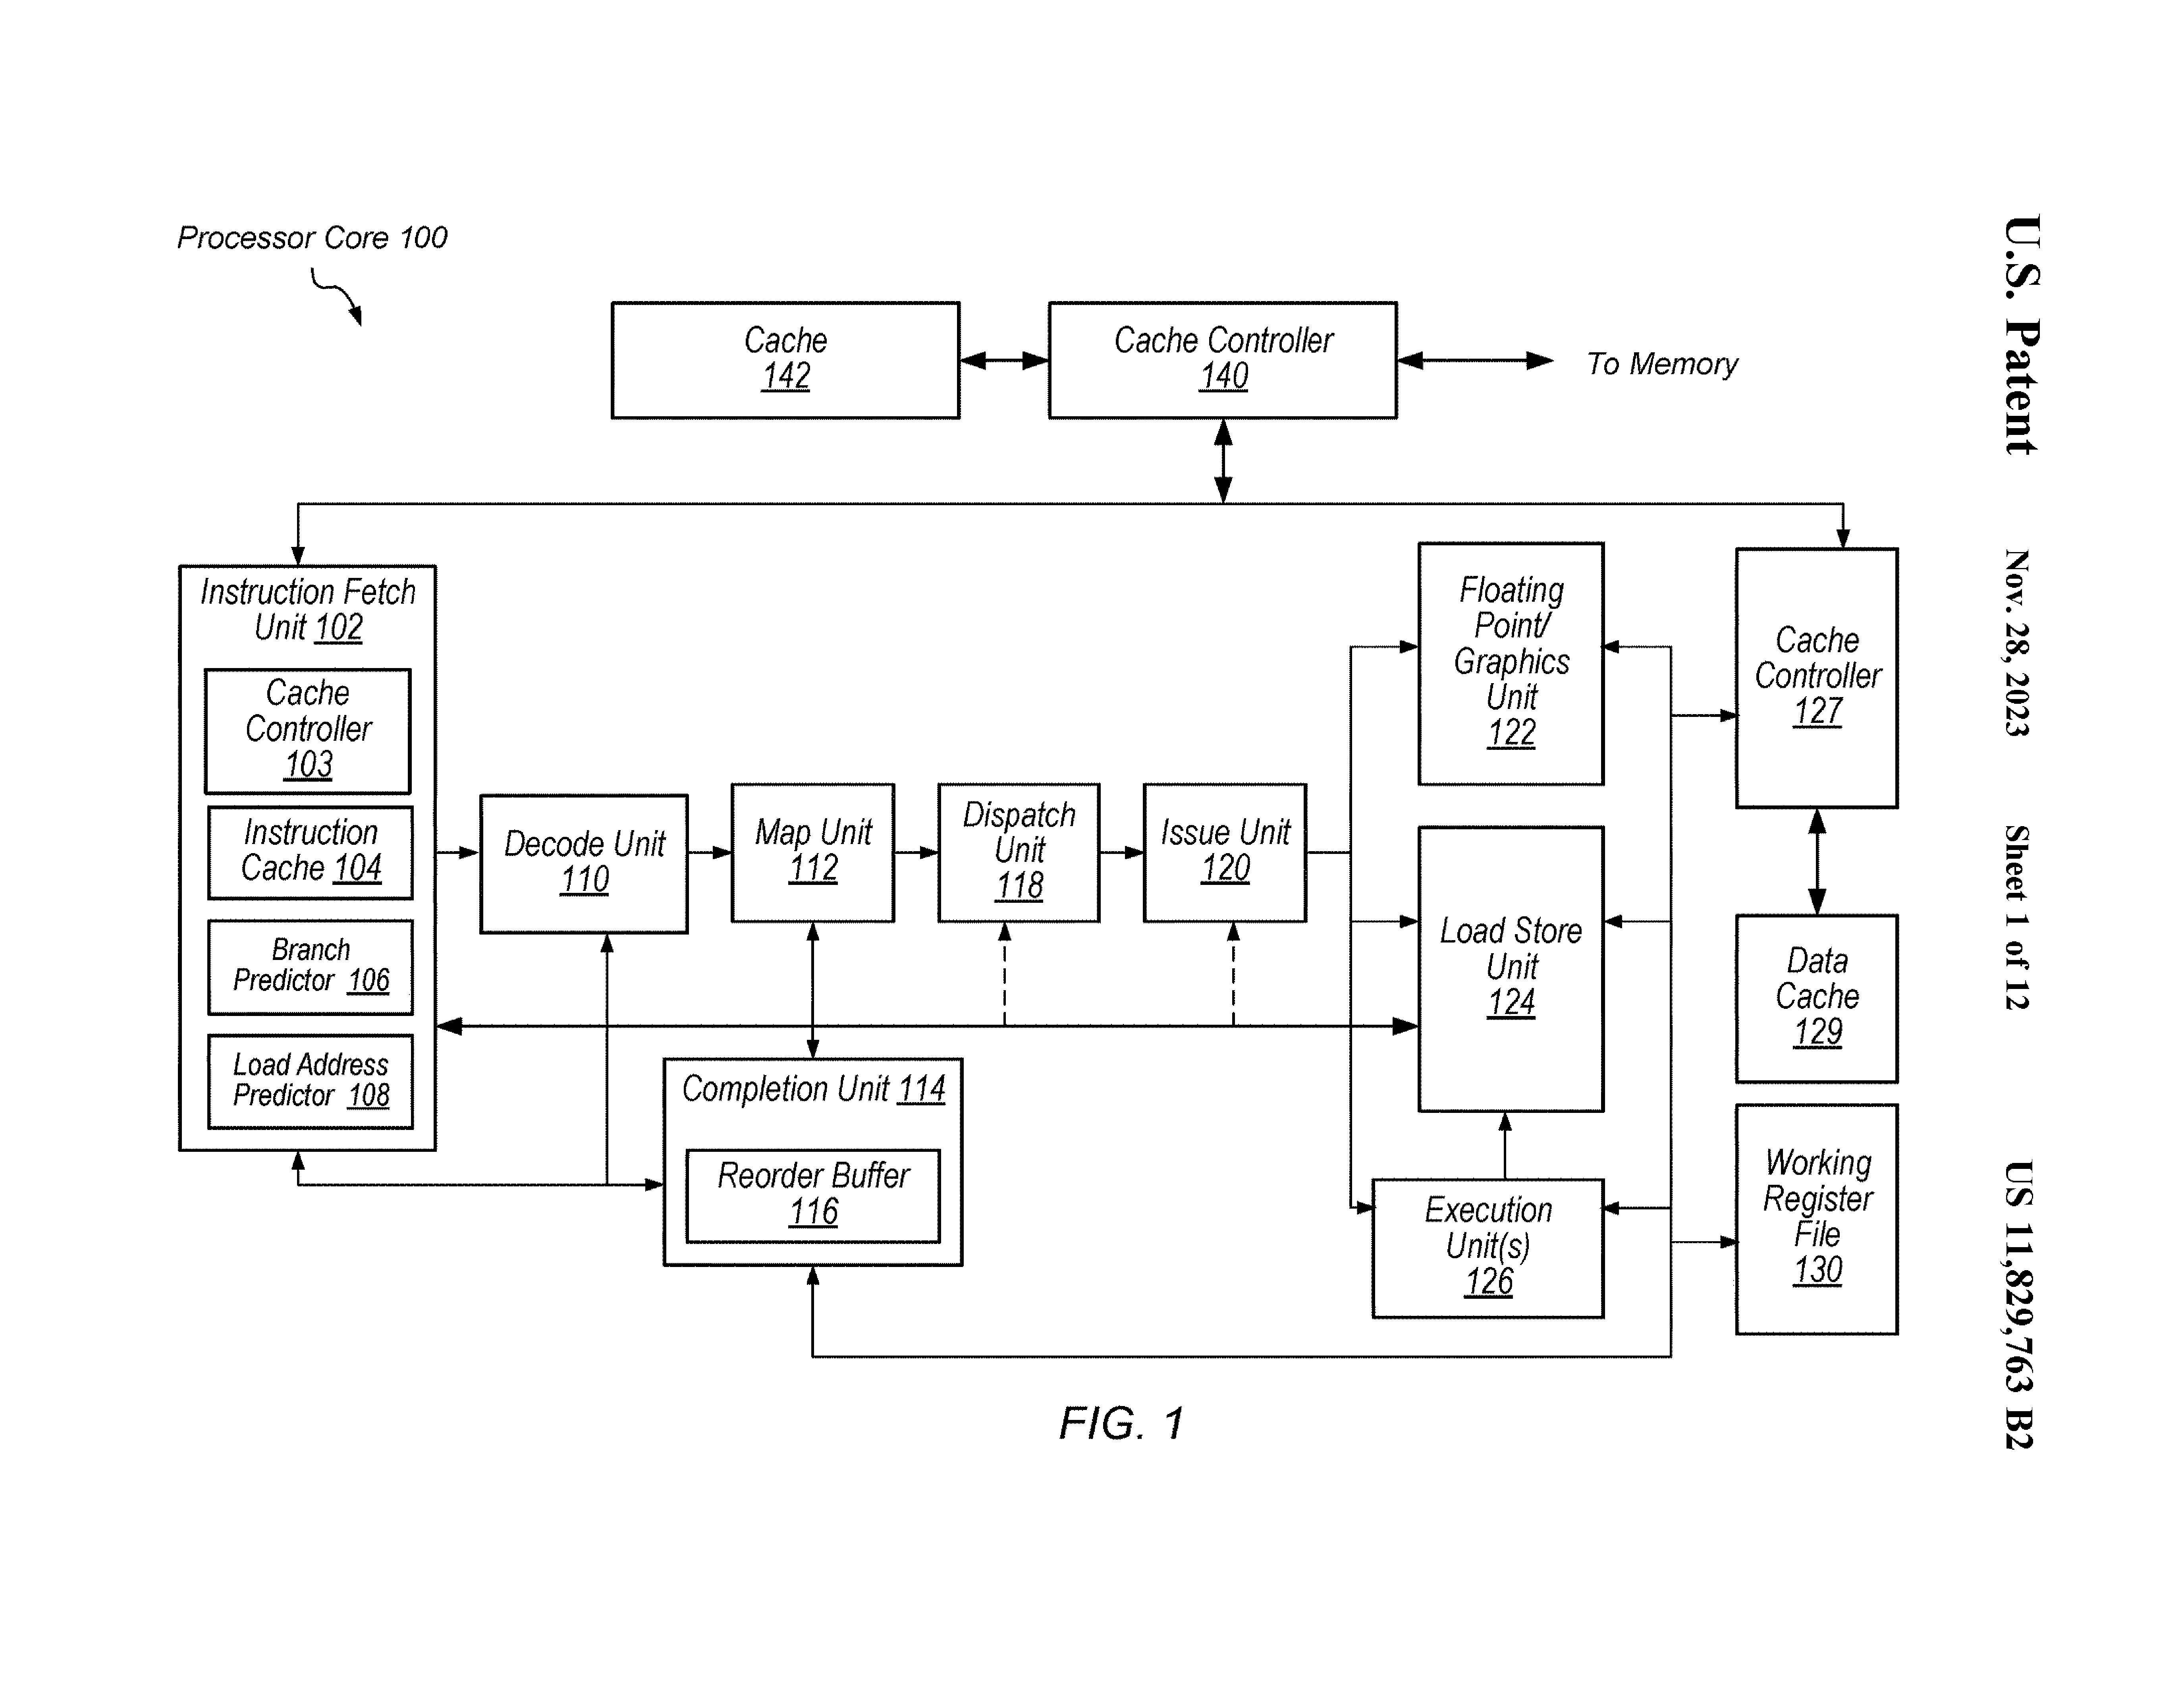 Processor Core 100
Cache
142
Cache Controller
140
To Memory
Instruction Fetch
Unit 102
Cache
Controller
103
Instruction
Cache 104
Branch
Predictor 106
Load Address
Predictor 108
Decode Unit
110
Map Unit
112
Dispatch
Unit
118
Issue Unit
120
Completion Unit 114
Reorder Buffer
116
Floating
Point/
Graphics
Unit
122
Load Store
Unit
124
Execution
Unit(s)
126
Cache
Controller
127
Data
Cache
129
Working
Register
File
130
FIG. 1
U.S. Patent Nov. 28, 2023 Sheet 1 of 12 US 11,829,763 B2